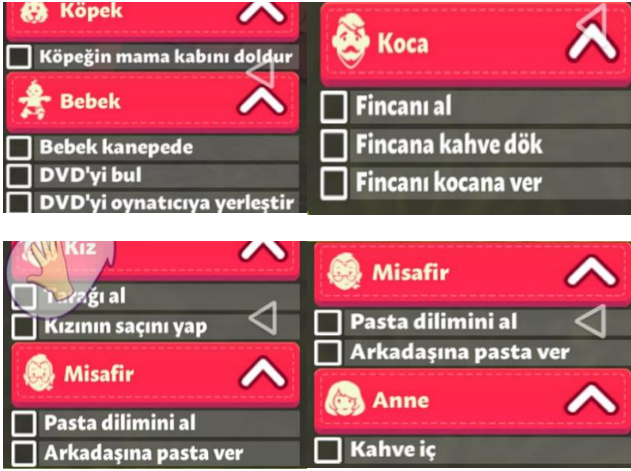 Köpek
Köpeğin mama kabını doldur
Bebek
Bebek kanepede
DVD'yi bul
DVD'yi oynatıcıya yerleştir
Koca
Fincanı al
Fincana kahve dök
Fincanı kocana ver
Kız
Tarağı al
Kızının saçını yap
Misafir
Pasta dilimini al
Arkadaşına pasta ver
Misafir
Pasta dilimini al
Arkadaşına pasta ver
Anne
Kahve iç